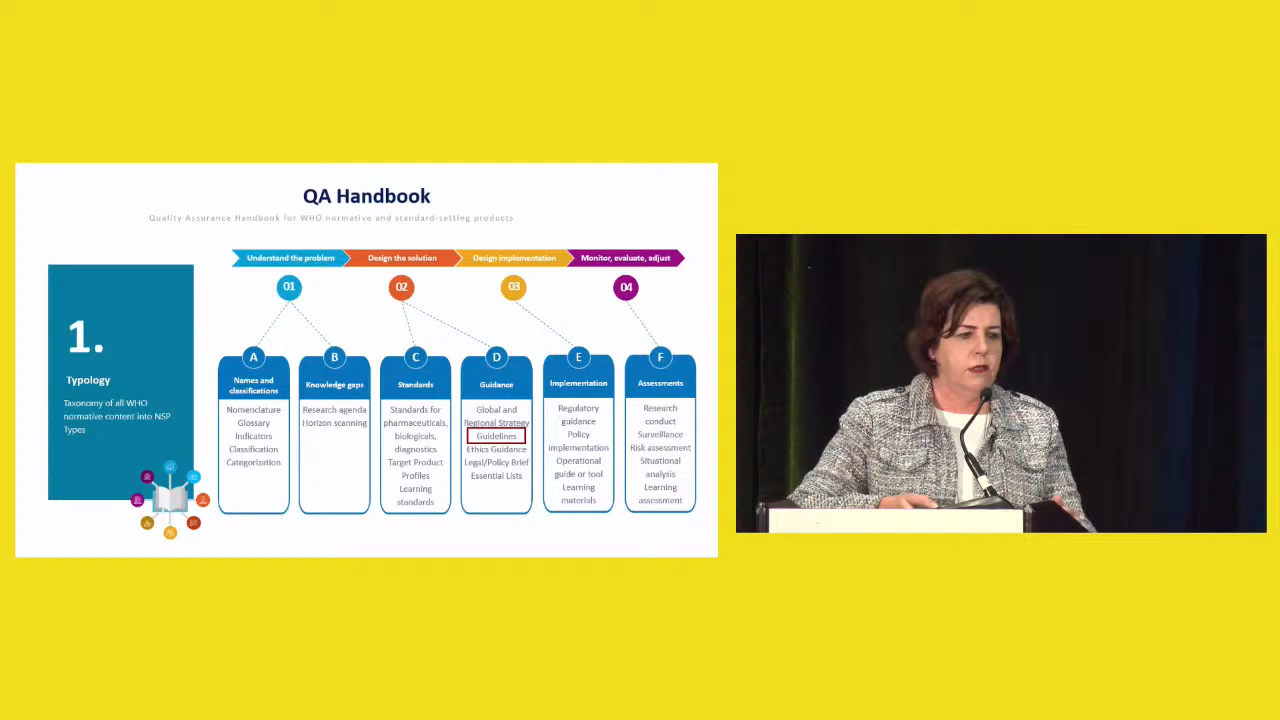 QA Handbook
Quality Assurance Handbook for WHO normative and standard-setting products
Understand the problem
Design the solution
Design implementation
Monitor, evaluate, adjust
01
02
03
04
1.
Typology
Taxonomy of all WHO
normative content into NSP
Types
A
Names and
classifications
Nomenclature
Glossary
Indicators
Classification
Categorization
B
Knowledge gaps
Research agenda
Horizon scanning
C
Standards
Standards for
pharmaceuticals,
biologicals,
diagnostics
Target Product
Profiles
Learning
standards
D
Guidance
Global and
Regional Strategy
Guidelines
Ethics Guidance
Legal/Policy Brief
Essential Lists
E
Implementation
Regulatory
guidance
Policy
implementation
Operational
guide or tool
Learning
materials
F
Assessments
Research
conduct
Surveillance
Risk assessment
Situational
analysis
Learning
assessment